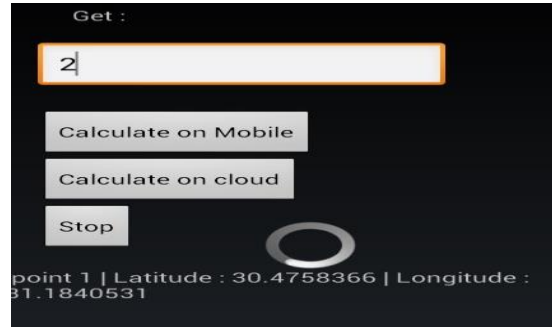 Get :
2
Calculate on Mobile
Calculate on cloud
Stop
point 1 | Latitude : 30.4758366 | Longitude :
31.1840531